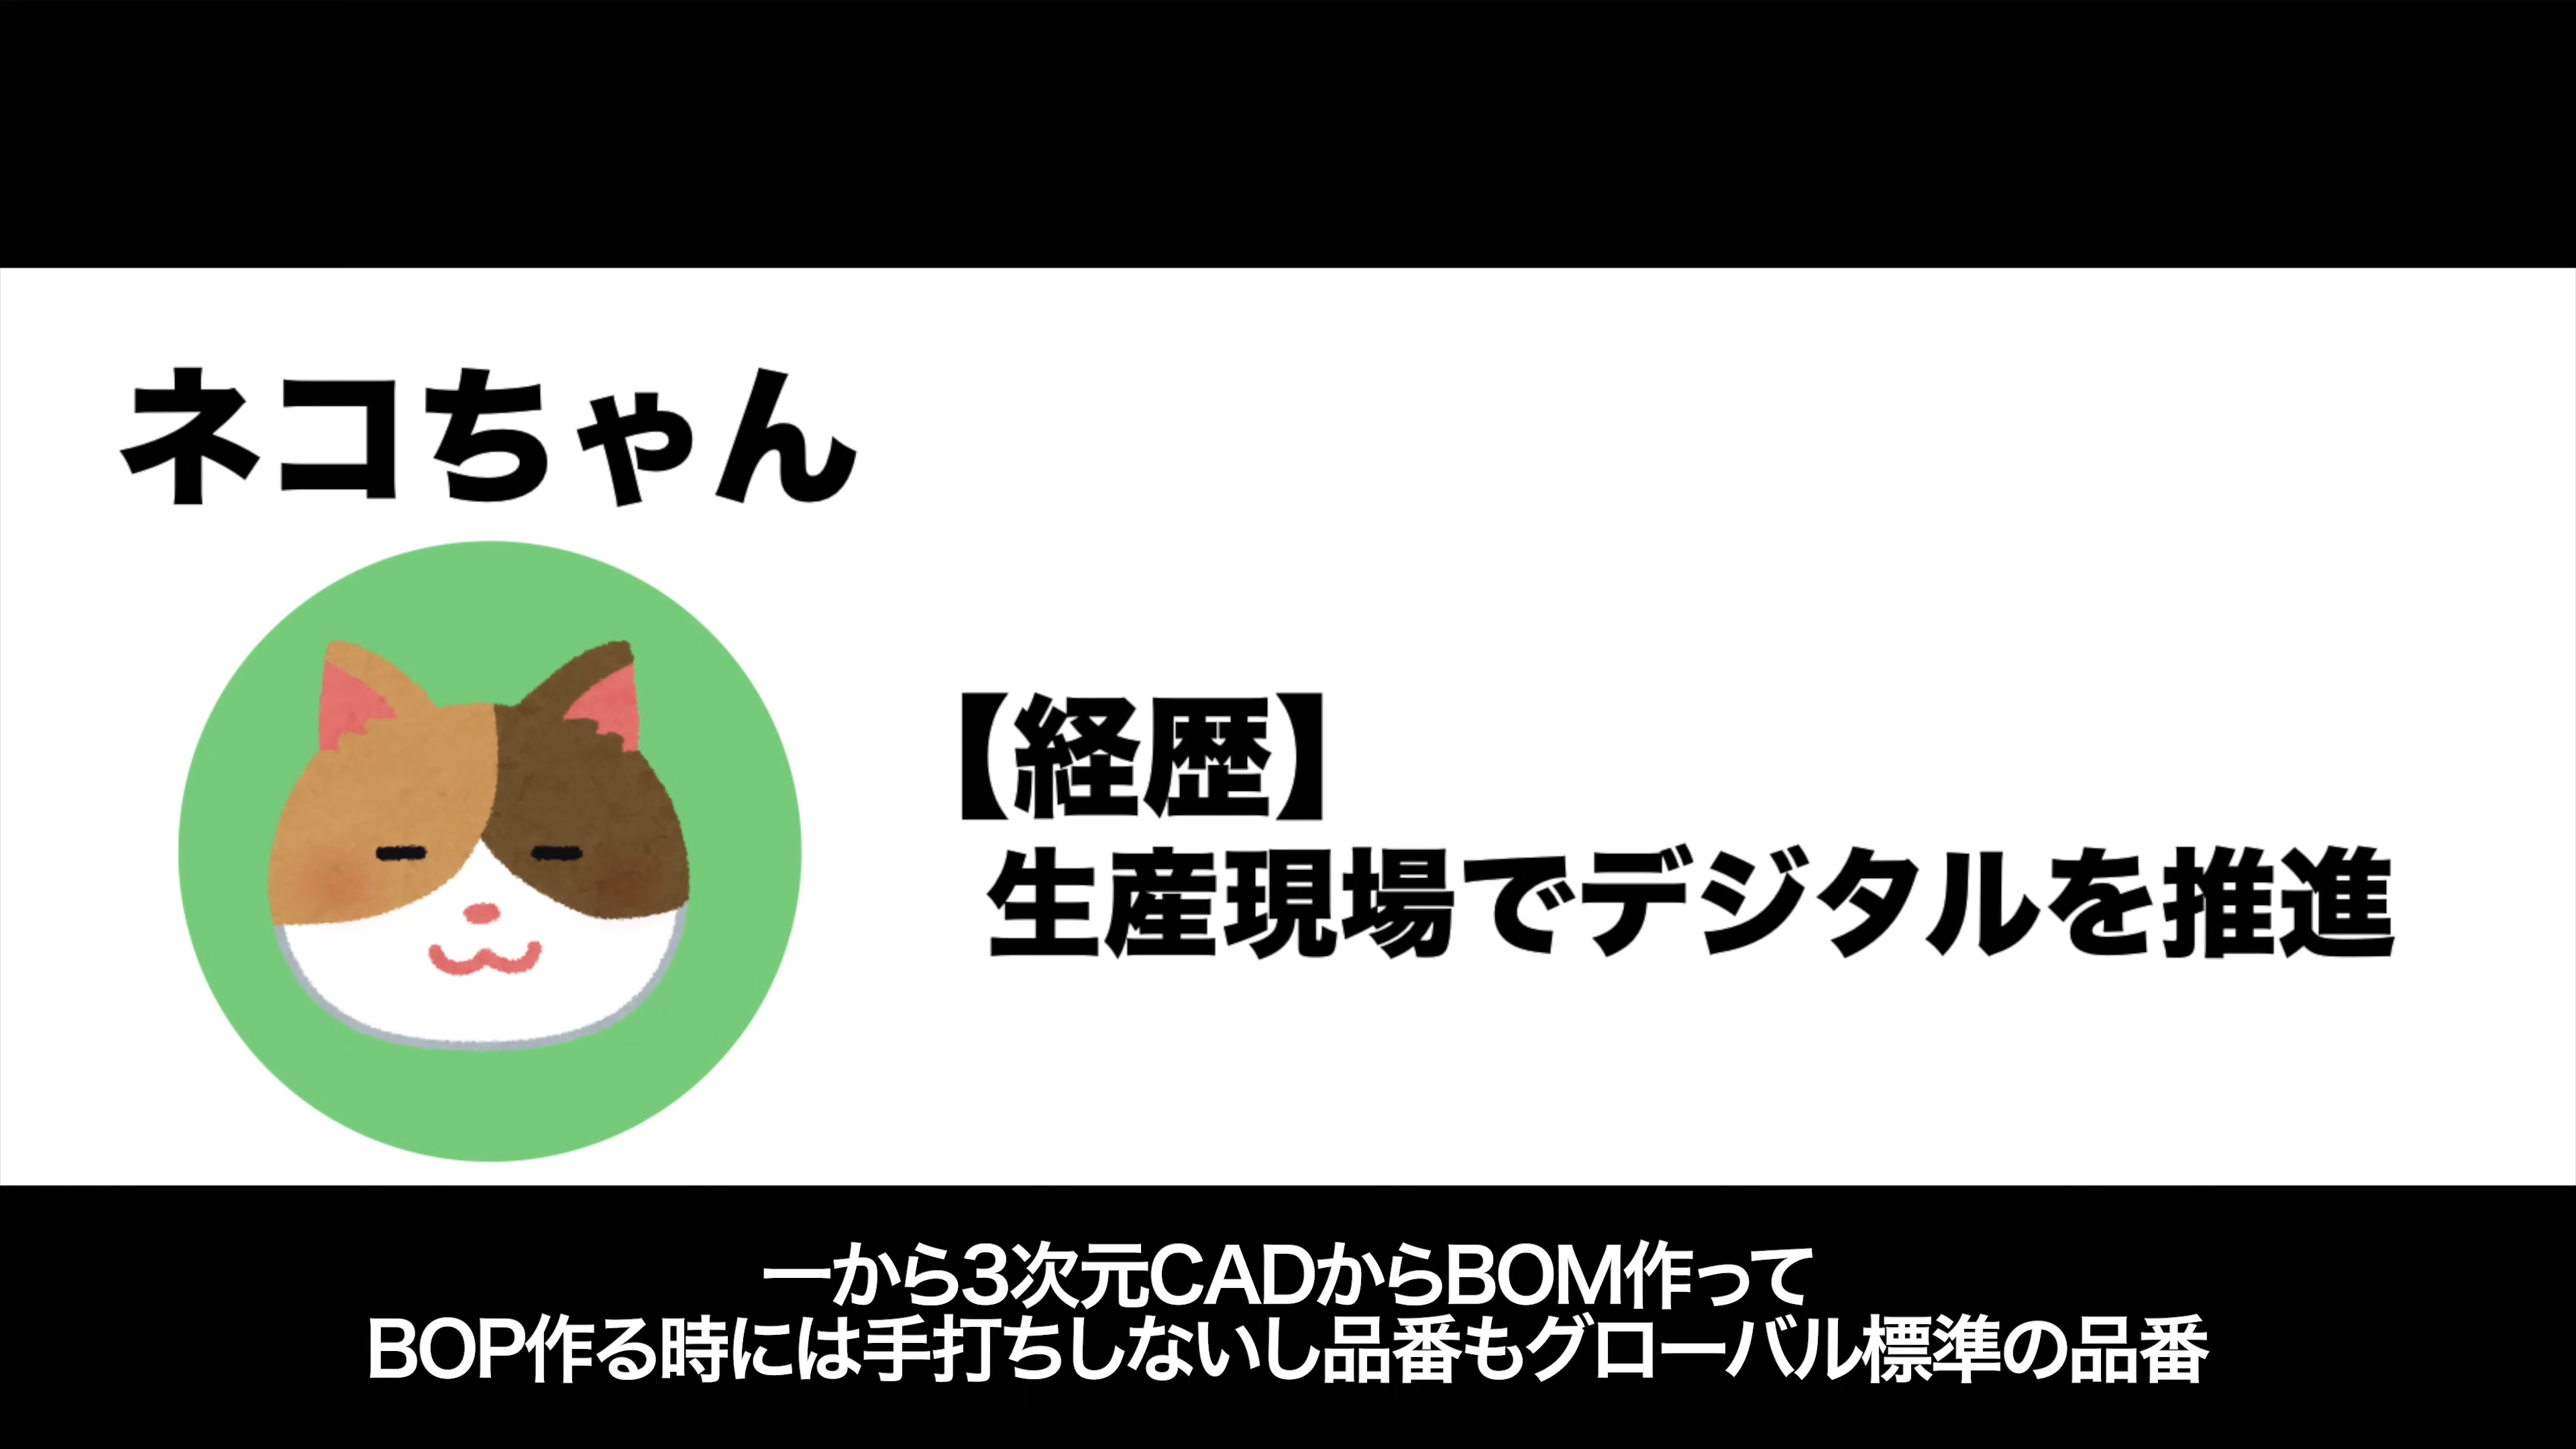 ネコちゃん
【経歴】
生産現場でデジタルを推進
一から3次元CADからBOM作って
BOP作る時には手打ちしないし品番もグローバル標準の品番